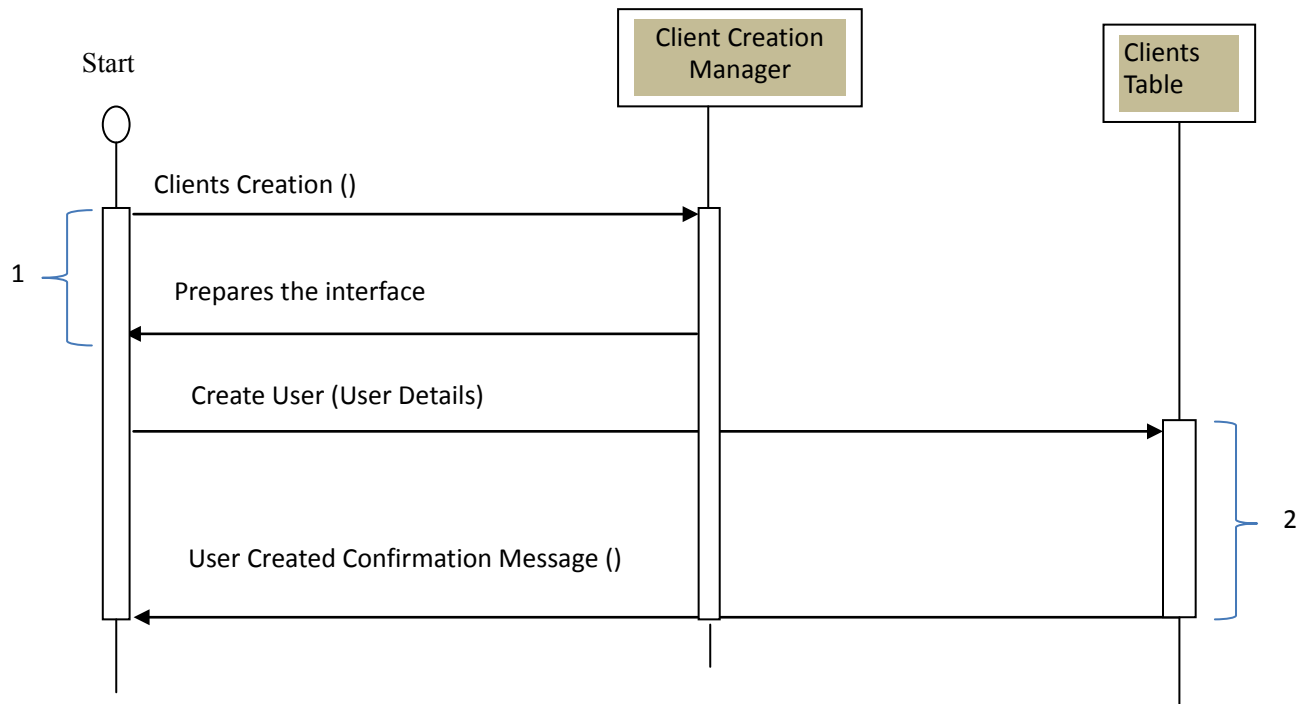 Client Creation
Manager
Clients
Table
Start
Clients Creation ()
1
Prepares the interface
Create User (User Details)
2
User Created Confirmation Message ()